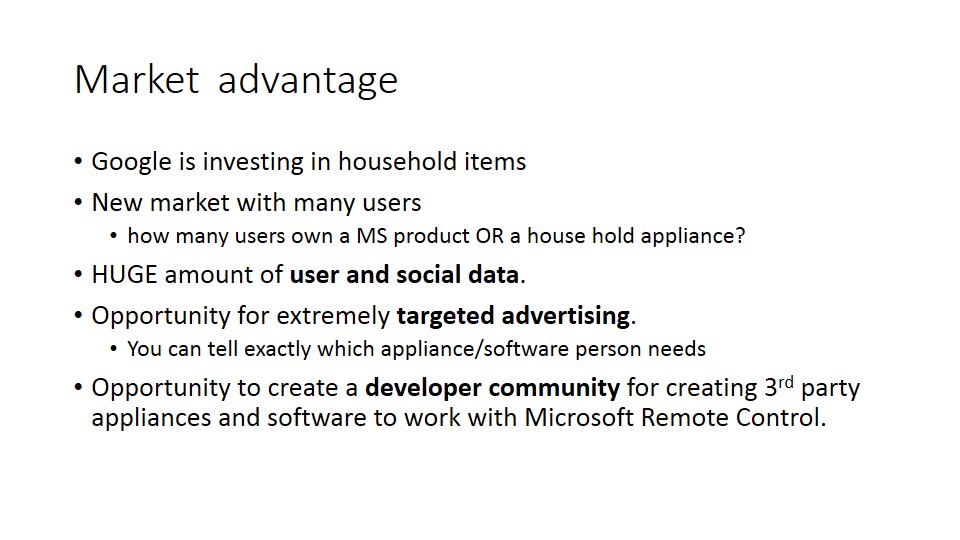 Market advantage
• Google is investing in household items
• New market with many users
• how many users own a MS product OR a house hold appliance?
• HUGE amount of user and social data.
• Opportunity for extremely targeted advertising.
• You can tell exactly which appliance/software person needs
• Opportunity to create a developer community for creating 3rd party
appliances and software to work with Microsoft Remote Control.